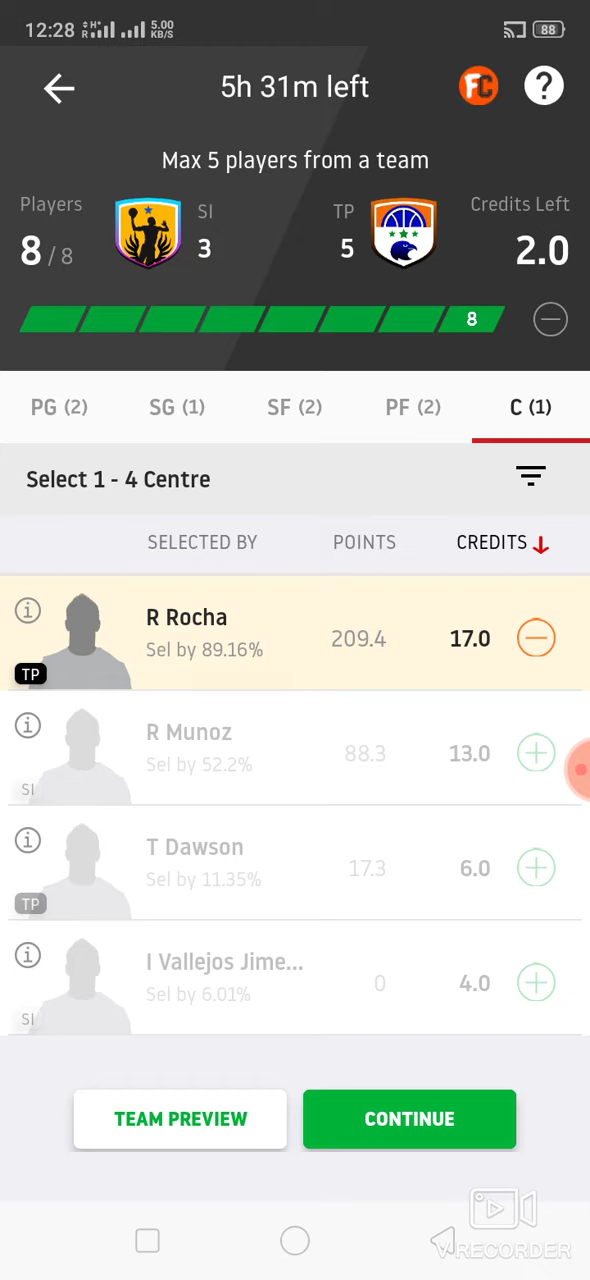 12:28 R H+ 5.00 KB/S 88
5h 31m left FC ?
Max 5 players from a team
Players SI TP Credits Left
8 / 8 3 5 2.0
8
PG (2) SG (1) SF (2) PF (2) C (1)
Select 1 - 4 Centre
SELECTED BY POINTS CREDITS
R Rocha
Sel by 89.16% 209.4 17.0
TP
R Munoz
Sel by 52.2% 88.3 13.0
SI
T Dawson
Sel by 11.35% 17.3 6.0
TP
I Vallejos Jime...
Sel by 6.01% 0 4.0
SI
TEAM PREVIEW CONTINUE
V RECORDER